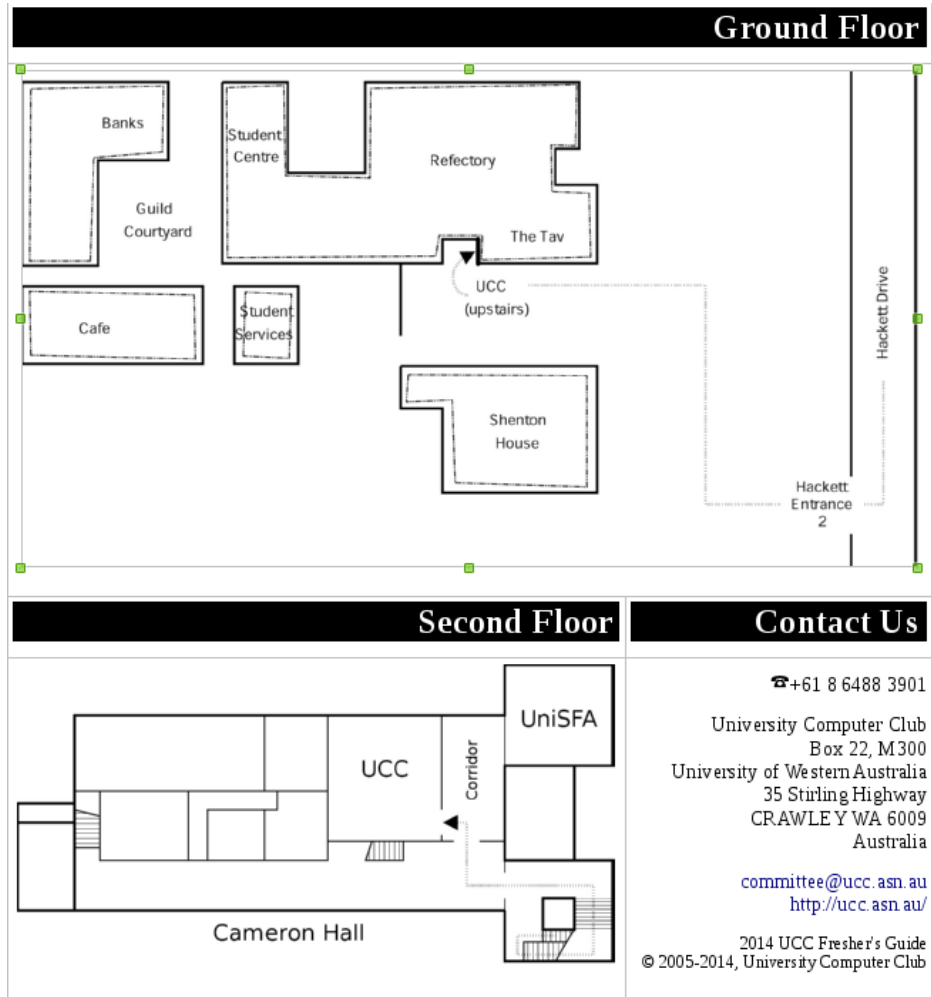 Ground Floor
Banks
Student
Centre
Refectory
Guild
Courtyard
The Tav
UCC
(upstairs)
Hackett Drive
Cafe
Student
Services
Shenton
House
Hackett
Entrance
2
Second Floor
UniSFA
UCC
Corridor
Cameron Hall
Contact Us
☎+61 8 6488 3901
University Computer Club
Box 22, M300
University of Western Australia
35 Stirling Highway
CRAWLEY WA 6009
Australia
committee@ucc.asn.au
http://ucc.asn.au/
2014 UCC Fresher's Guide
© 2005-2014, University Computer Club